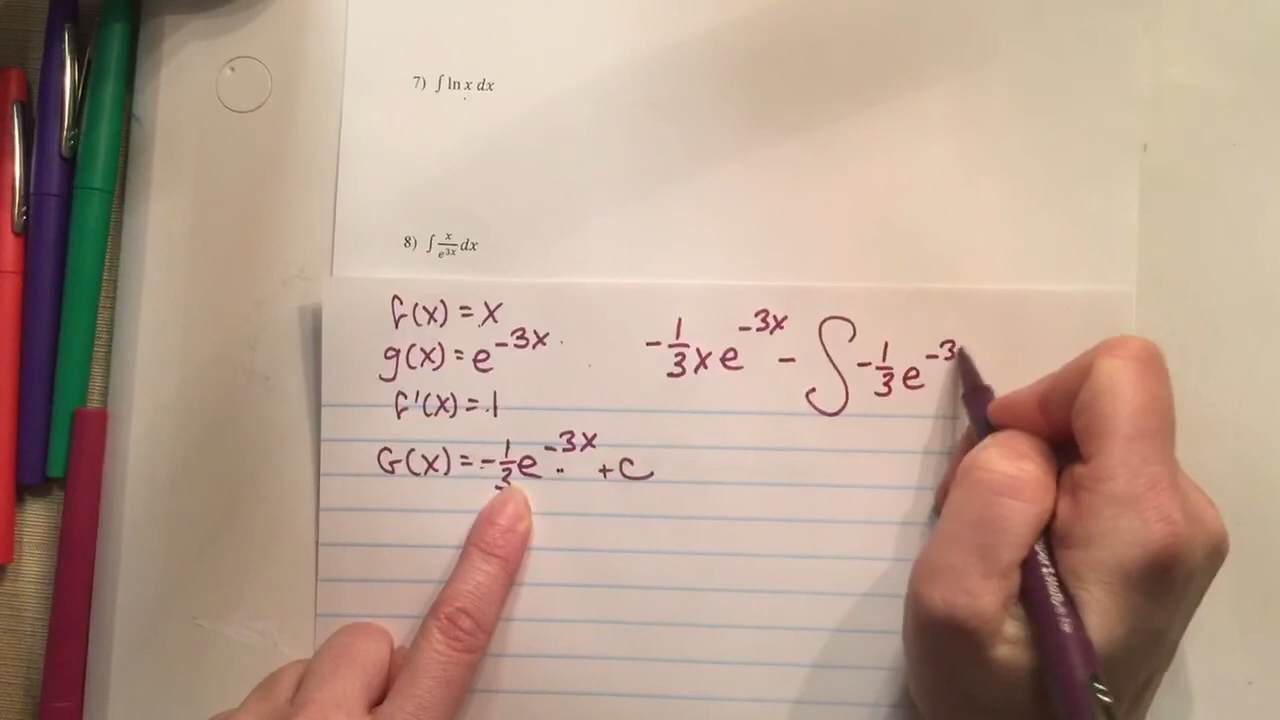 7) ∫ ln x dx
8) ∫ x/e^{3x} dx
f(x) = x
g(x) = e^{-3x}
f'(x) = 1
G(x) = -1/3 e^{-3x} + C
-1/3 x e^{-3x} - ∫ -1/3 e^{-3